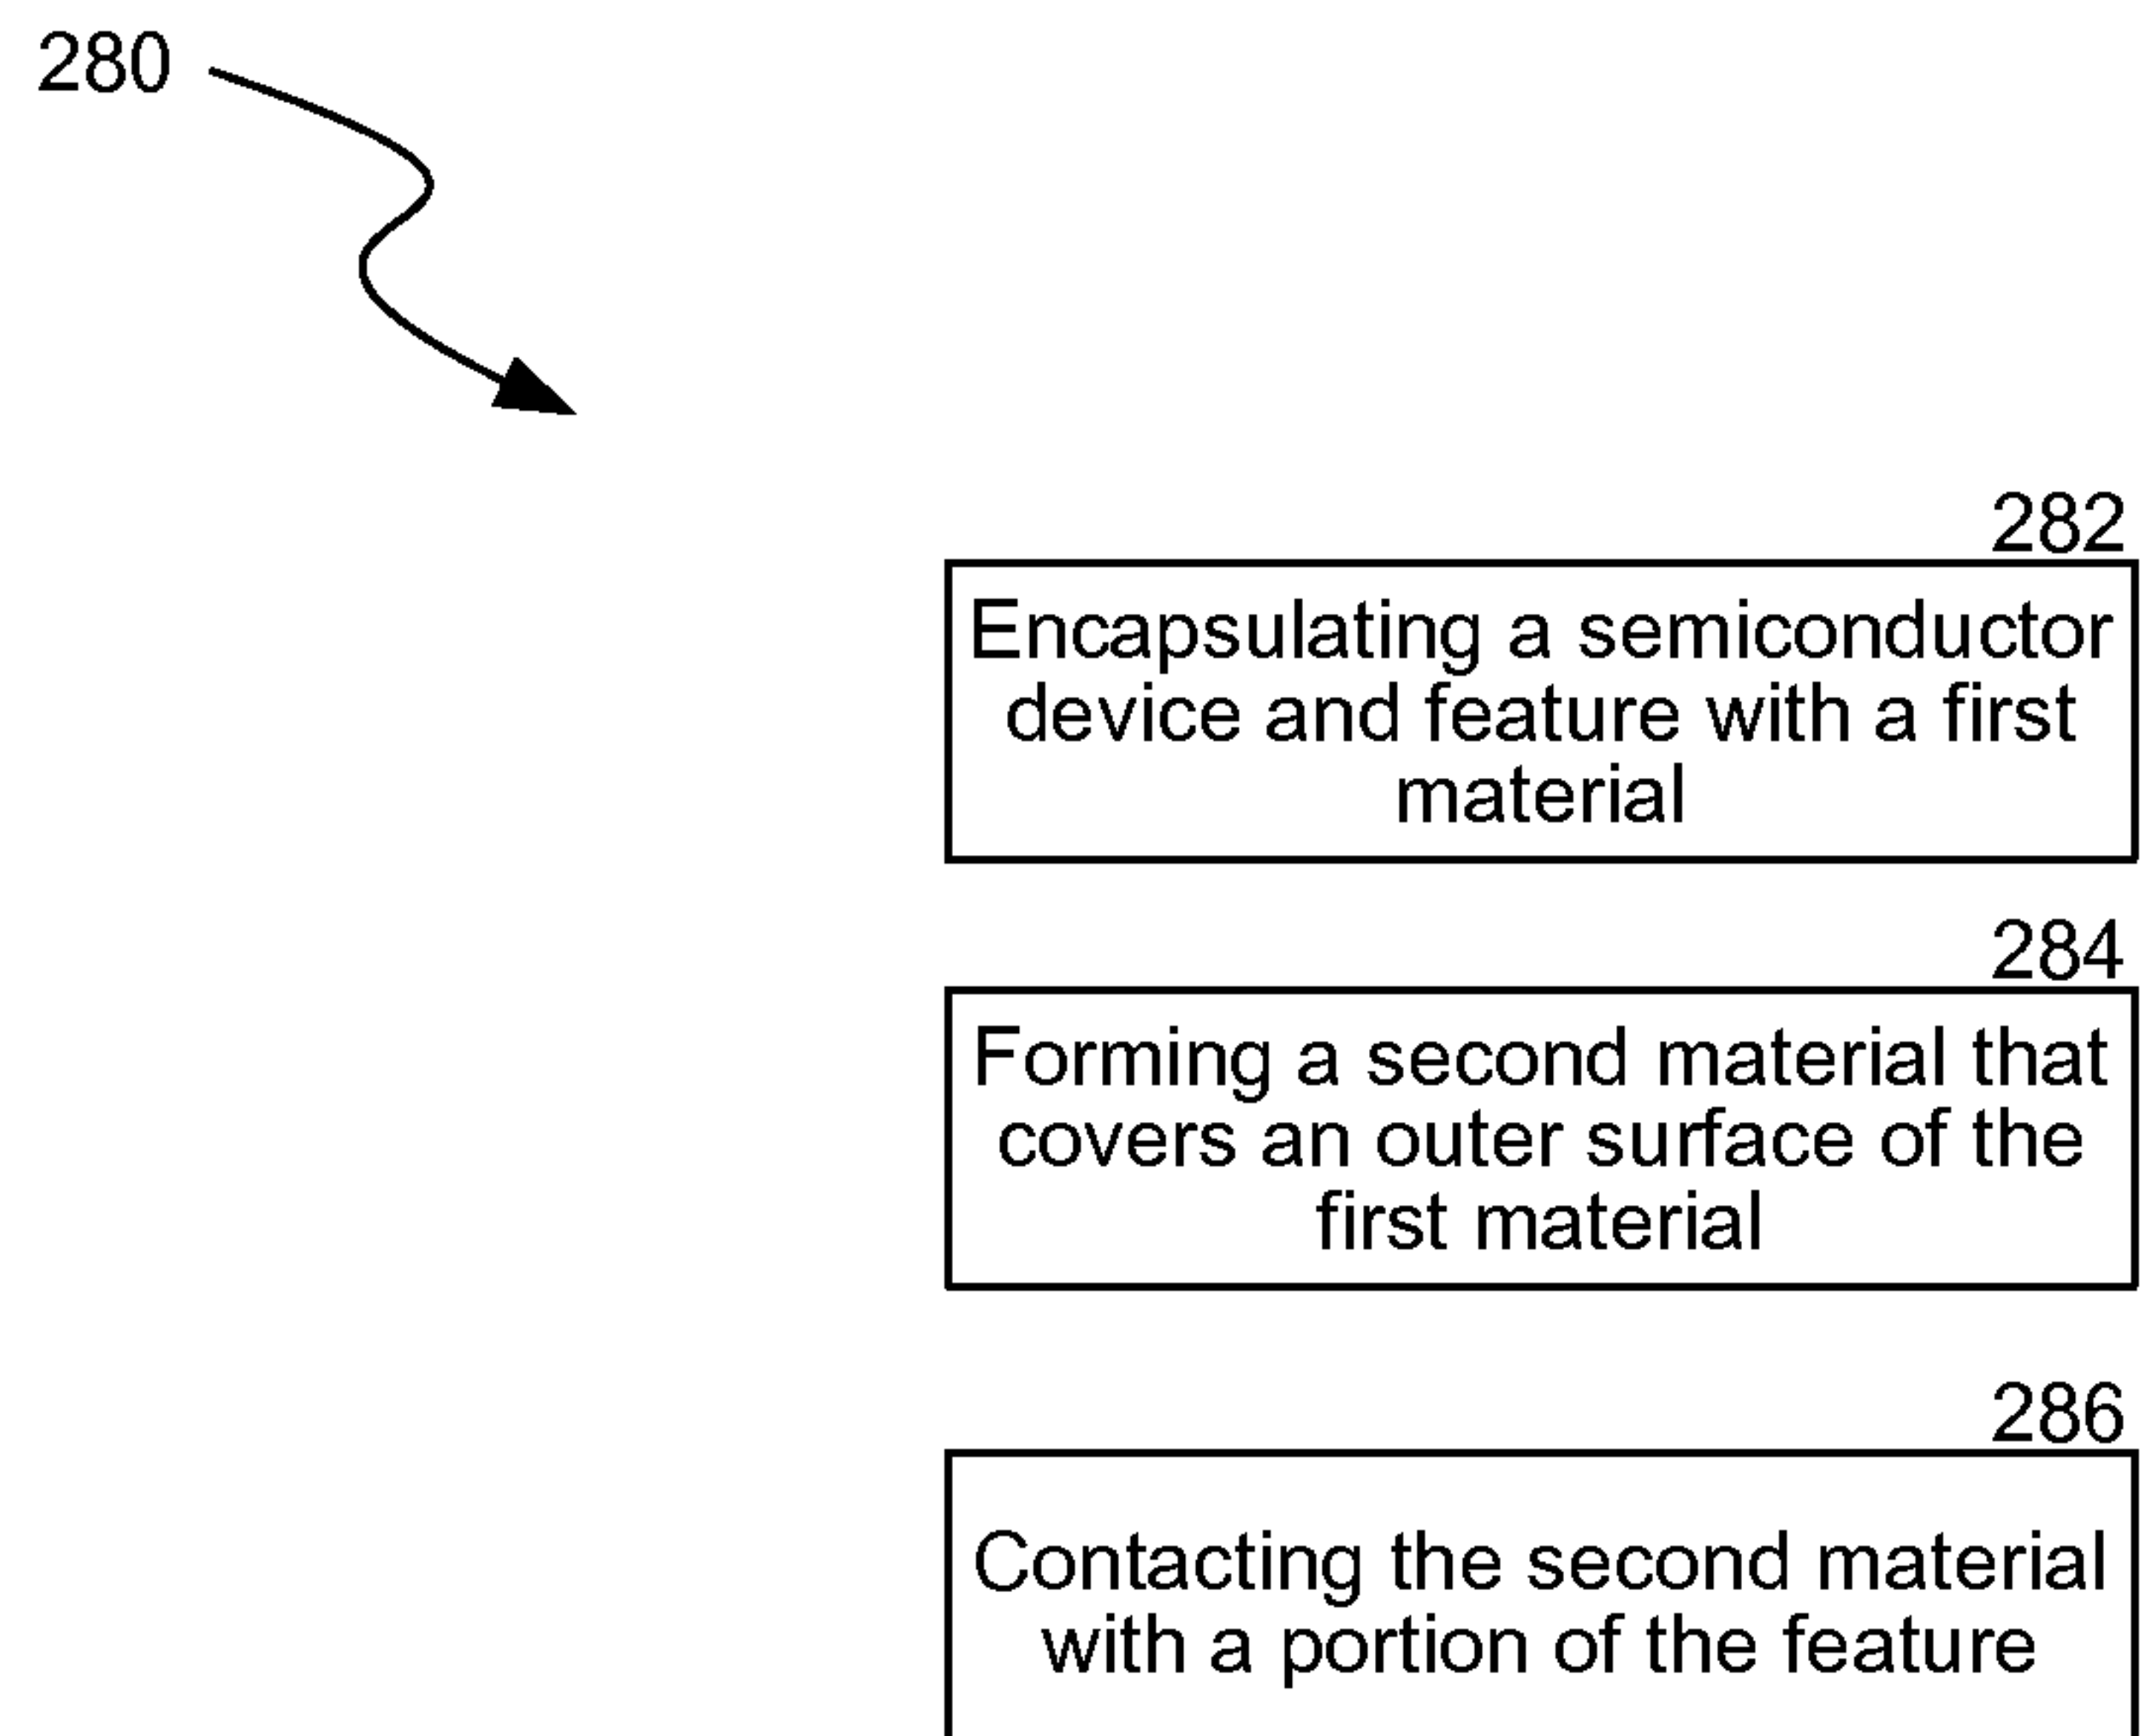 280
282
Encapsulating a semiconductor
device and feature with a first
material
284
Forming a second material that
covers an outer surface of the
first material
286
Contacting the second material
with a portion of the feature